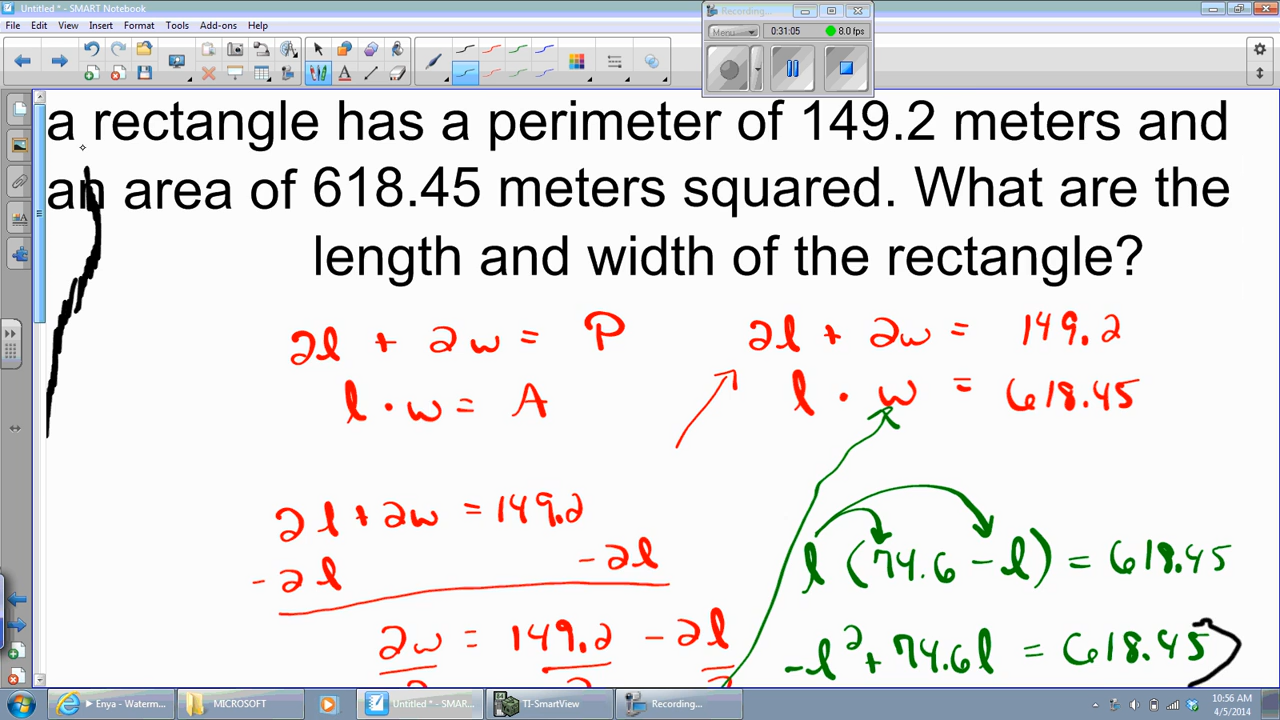 Untitled * - SMART Notebook
File Edit View Insert Format Tools Add-ons Help
Recording...
Menu 0:31:05 8.0 fps
a rectangle has a perimeter of 149.2 meters and
an area of 618.45 meters squared. What are the
length and width of the rectangle?
2l + 2w = P
l · w = A
2l + 2w = 149.2
l · w = 618.45
2l + 2w = 149.2
-2l -2l
2w = 149.2 - 2l
l (74.6 - l) = 618.45
-l² + 74.6l = 618.45
Enya - Waterm...
MICROSOFT
Untitled * - SMAR...
TI-SmartView
Recording...
10:56 AM
4/5/2014